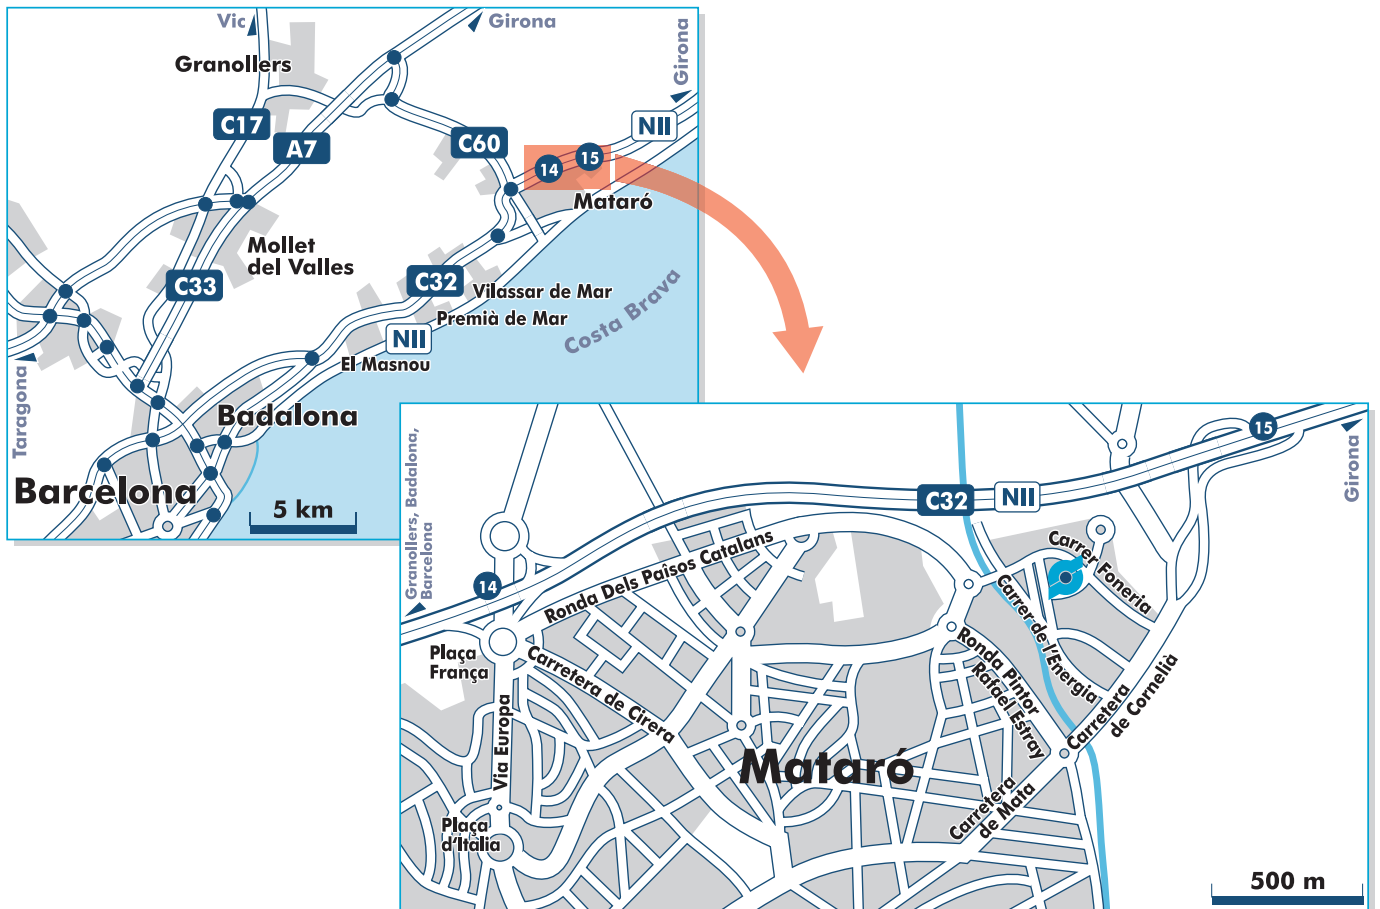 Vic
Girona
Girona
Granollers
C17
A7
C60
NII
14
15
Mataró
Mollet
del Valles
C33
C32
Vilassar de Mar
Premià de Mar
Costa Brava
NII
El Masnou
Taragona
Badalona
Barcelona
5 km
Granollers, Badalona,
Barcelona
14
15
Girona
C32
NII
Ronda Dels Països Catalans
Carrer Foneria
Carrer de l'Energia
Plaça
França
Carretera de Cirera
Ronda Pintor
Rafael Estray
Carretera
de Cornelià
Via Europa
Mataró
Carretera
de Mata
Plaça
d'Itàlia
500 m